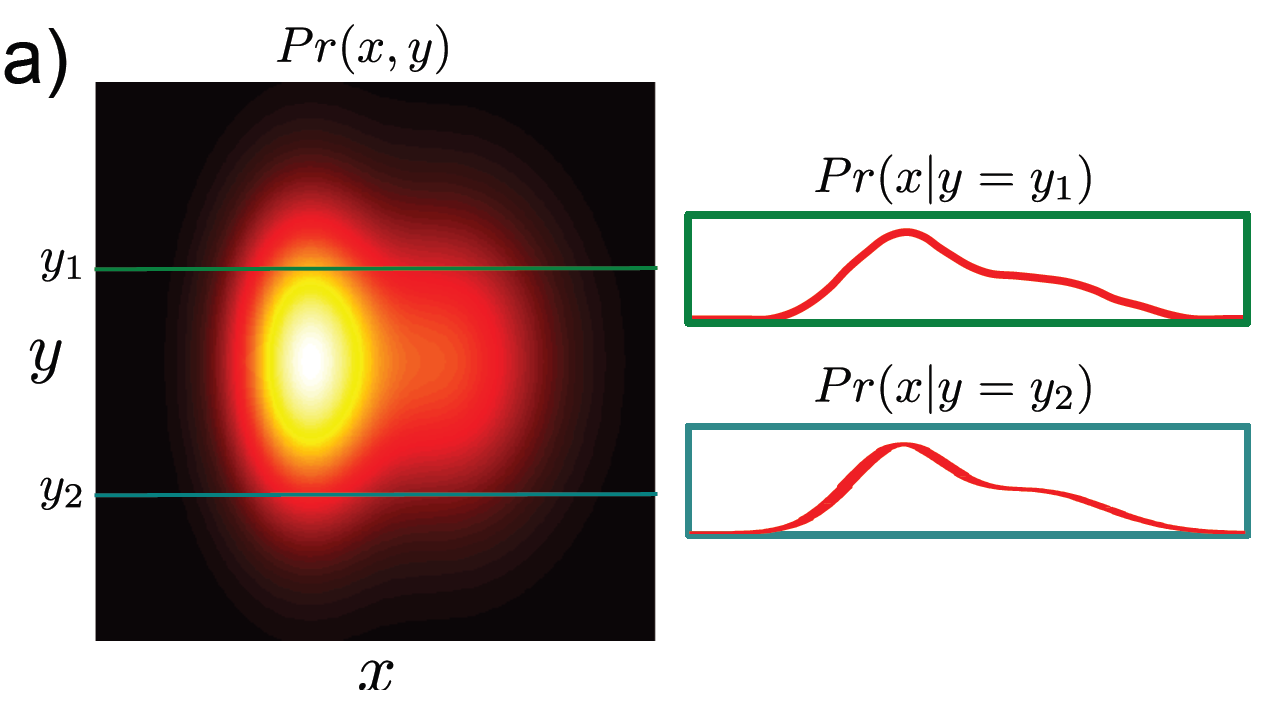 a)
Pr(x, y)
y₁
y
y₂
x
Pr(x|y = y₁)
Pr(x|y = y₂)